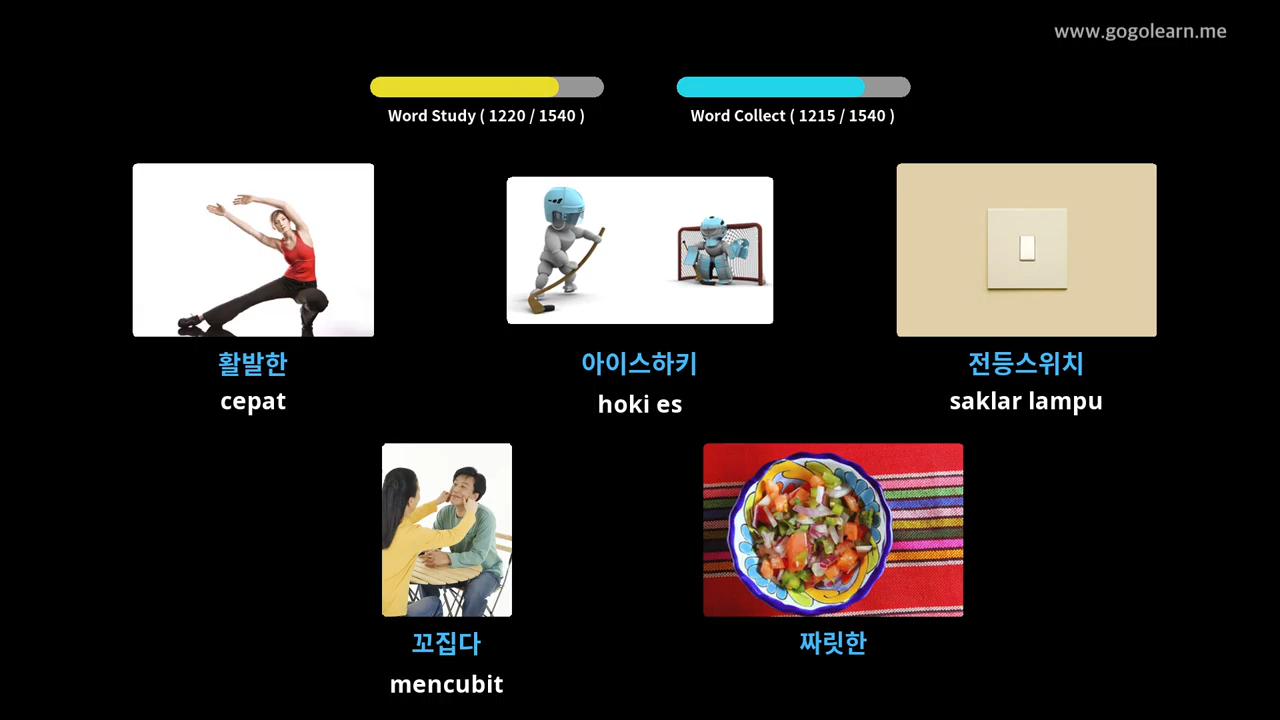 www.gogolearn.me
Word Study ( 1220 / 1540 )
Word Collect ( 1215 / 1540 )
활발한
cepat
아이스하키
hoki es
전등스위치
saklar lampu
꼬집다
mencubit
짜릿한